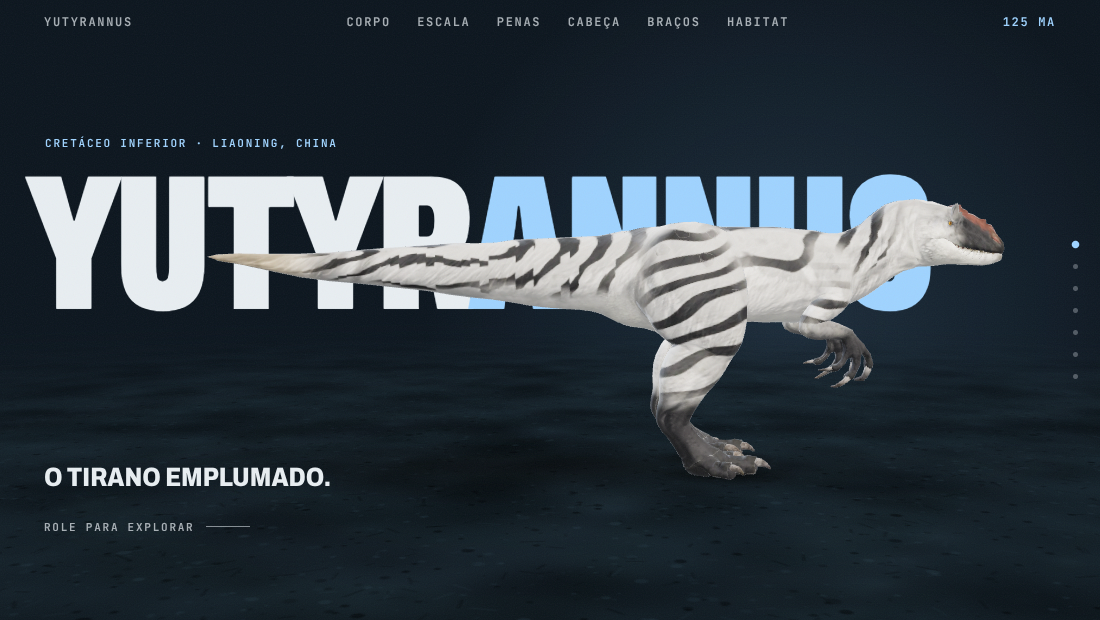 YUTYRANNUS
CORPO ESCALA PENAS CABEÇA BRAÇOS HABITAT
125 MA
CRETÁCEO INFERIOR · LIAONING, CHINA
YUTYRANNUS
O TIRANO EMPLUMADO.
ROLE PARA EXPLORAR